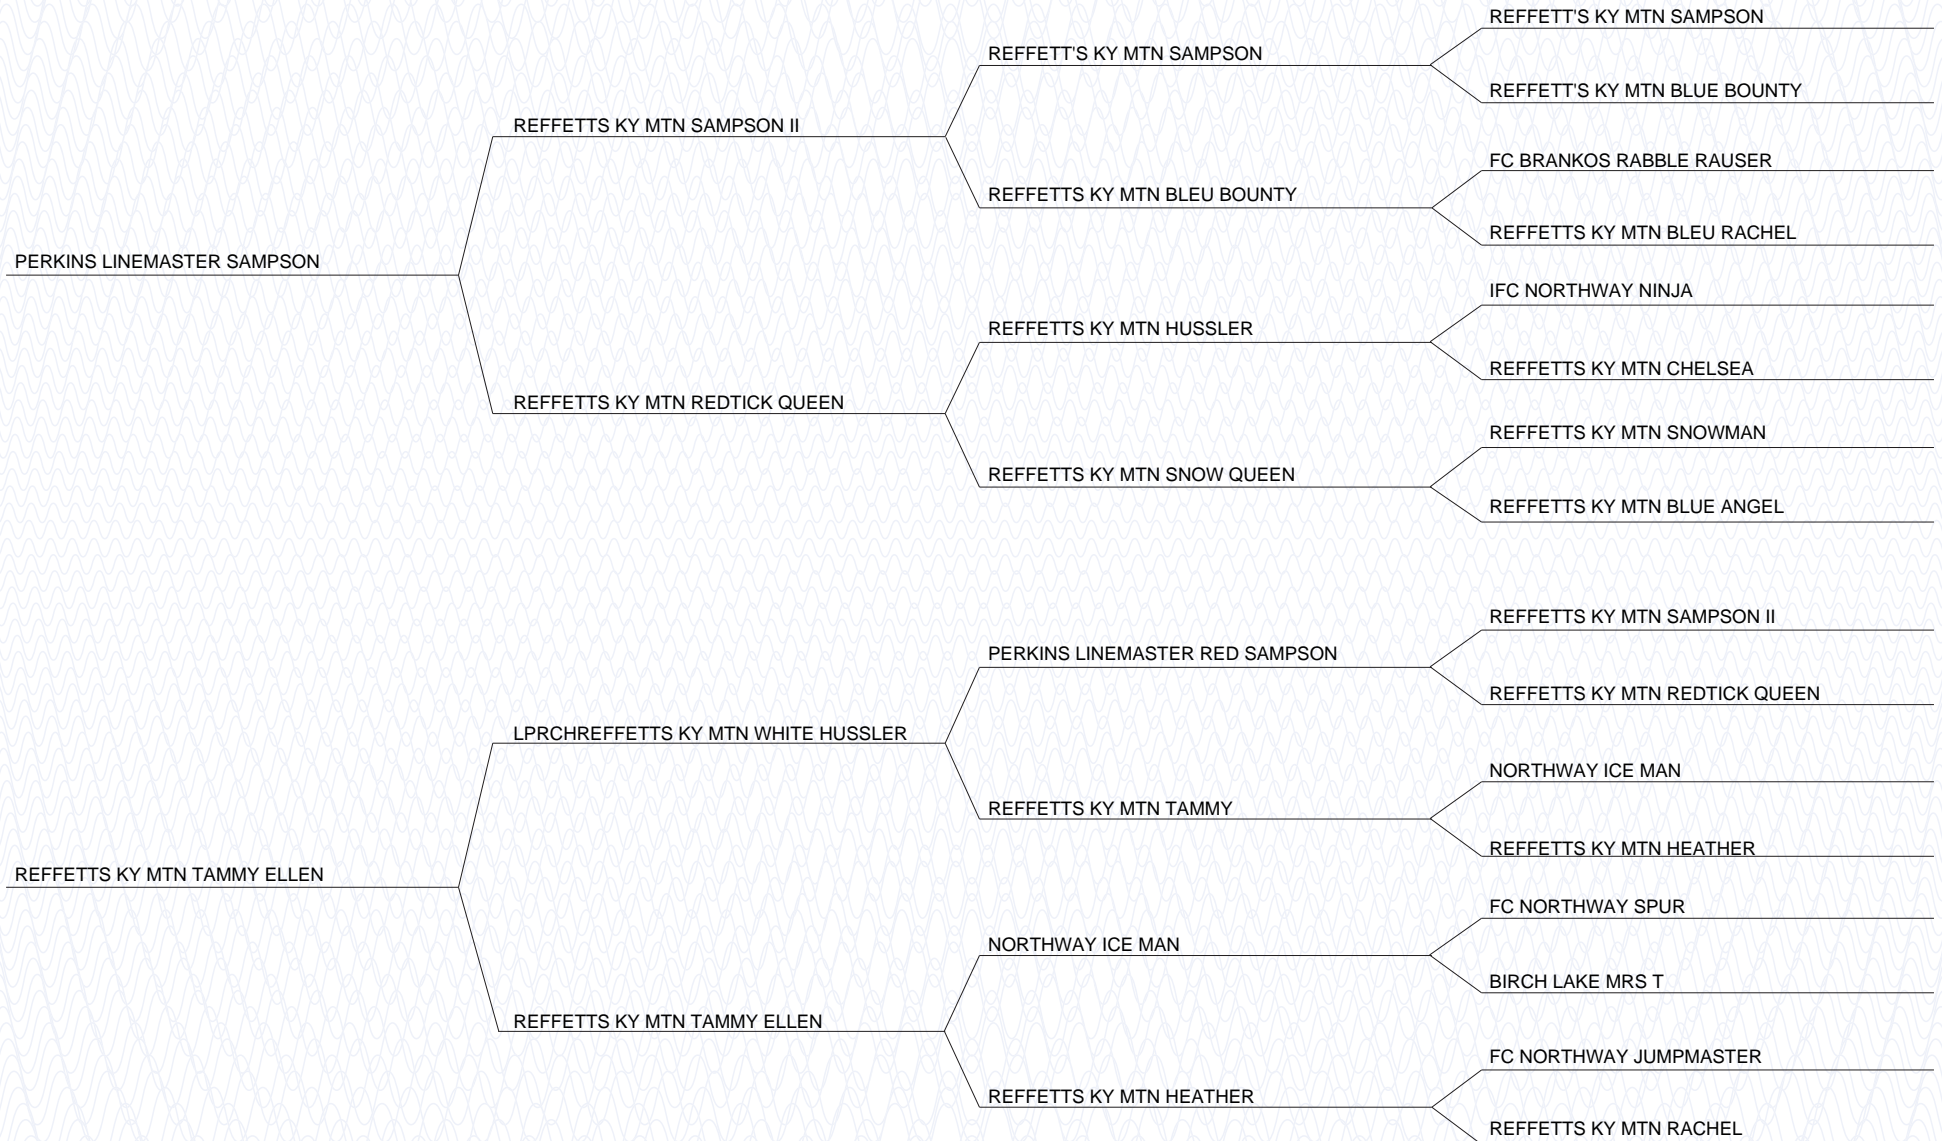 REFFETT'S KY MTN SAMPSON
REFFETT'S KY MTN SAMPSON
REFFETT'S KY MTN BLUE BOUNTY
REFFETTS KY MTN SAMPSON II
FC BRANKOS RABBLE RAUSER
REFFETTS KY MTN BLEU BOUNTY
REFFETTS KY MTN BLEU RACHEL
PERKINS LINEMASTER SAMPSON
IFC NORTHWAY NINJA
REFFETTS KY MTN HUSSLER
REFFETTS KY MTN CHELSEA
REFFETTS KY MTN REDTICK QUEEN
REFFETTS KY MTN SNOWMAN
REFFETTS KY MTN SNOW QUEEN
REFFETTS KY MTN BLUE ANGEL
REFFETTS KY MTN SAMPSON II
PERKINS LINEMASTER RED SAMPSON
REFFETTS KY MTN REDTICK QUEEN
LPRCHREFFETTS KY MTN WHITE HUSSLER
NORTHWAY ICE MAN
REFFETTS KY MTN TAMMY
REFFETTS KY MTN HEATHER
REFFETTS KY MTN TAMMY ELLEN
FC NORTHWAY SPUR
NORTHWAY ICE MAN
BIRCH LAKE MRS T
REFFETTS KY MTN TAMMY ELLEN
FC NORTHWAY JUMPMASTER
REFFETTS KY MTN HEATHER
REFFETTS KY MTN RACHEL